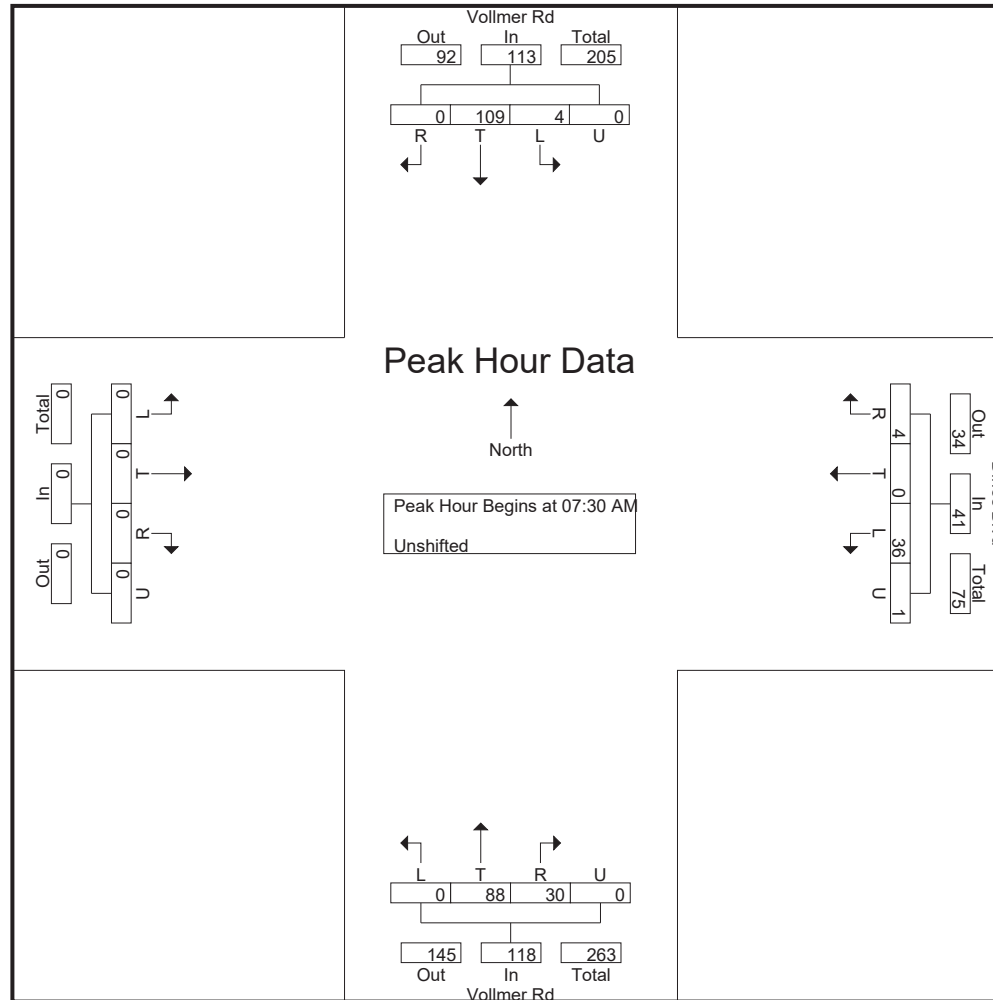 Vollmer Rd
Out In Total
92 113 205
0 109 4 0
R T L U
Peak Hour Data
North
Peak Hour Begins at 07:30 AM
Unshifted
Total In Out
0 0 0
0 0 0 0
L T R U
R T L U
4 0 36 1
Out In Total
34 41 75
L T R U
0 88 30 0
145 118 263
Out In Total
Vollmer Rd